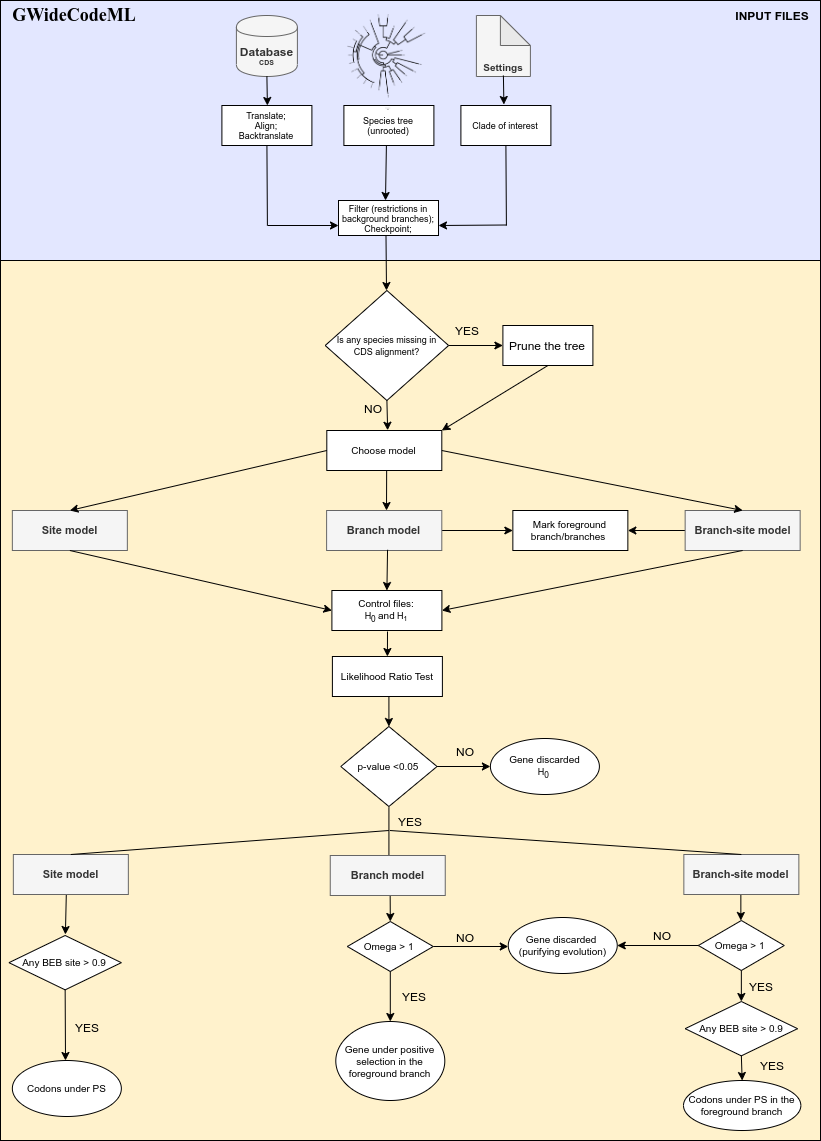 GWideCodeML
INPUT FILES
Database
CDS
Settings
Translate;
Align;
Backtranslate
Species tree
(unrooted)
Clade of interest
Filter (restrictions in
background branches);
Checkpoint;
Is any species missing in
CDS alignment?
YES
Prune the tree
NO
Choose model
Site model
Branch model
Mark foreground
branch/branches
Branch-site model
Control files:
H0 and H1
Likelihood Ratio Test
p-value <0.05
NO
Gene discarded
H0
YES
Site model
Branch model
Branch-site model
Any BEB site > 0.9
Omega > 1
NO
Gene discarded
(purifying evolution)
NO
Omega > 1
YES
YES
YES
Any BEB site > 0.9
Codons under PS
Gene under positive
selection in the
foreground branch
YES
Codons under PS in the
foreground branch